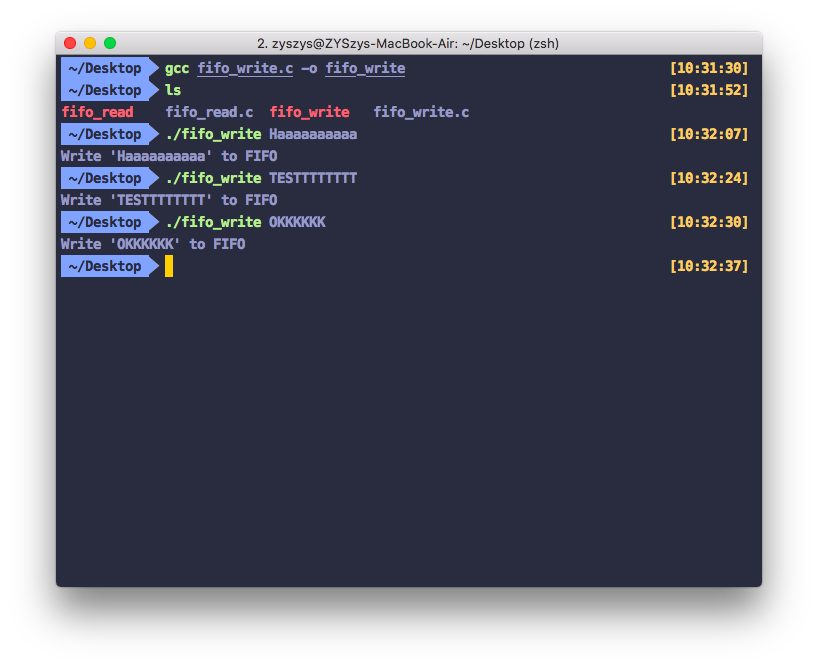 2. zyszys@ZYSzys-MacBook-Air: ~/Desktop (zsh)
~/Desktop gcc fifo_write.c -o fifo_write [10:31:30]
~/Desktop ls [10:31:52]
fifo_read fifo_read.c fifo_write fifo_write.c
~/Desktop ./fifo_write Haaaaaaaaaa [10:32:07]
Write 'Haaaaaaaaaa' to FIFO
~/Desktop ./fifo_write TESTTTTTTTT [10:32:24]
Write 'TESTTTTTTTT' to FIFO
~/Desktop ./fifo_write OKKKKKK [10:32:30]
Write 'OKKKKKK' to FIFO
~/Desktop [10:32:37]